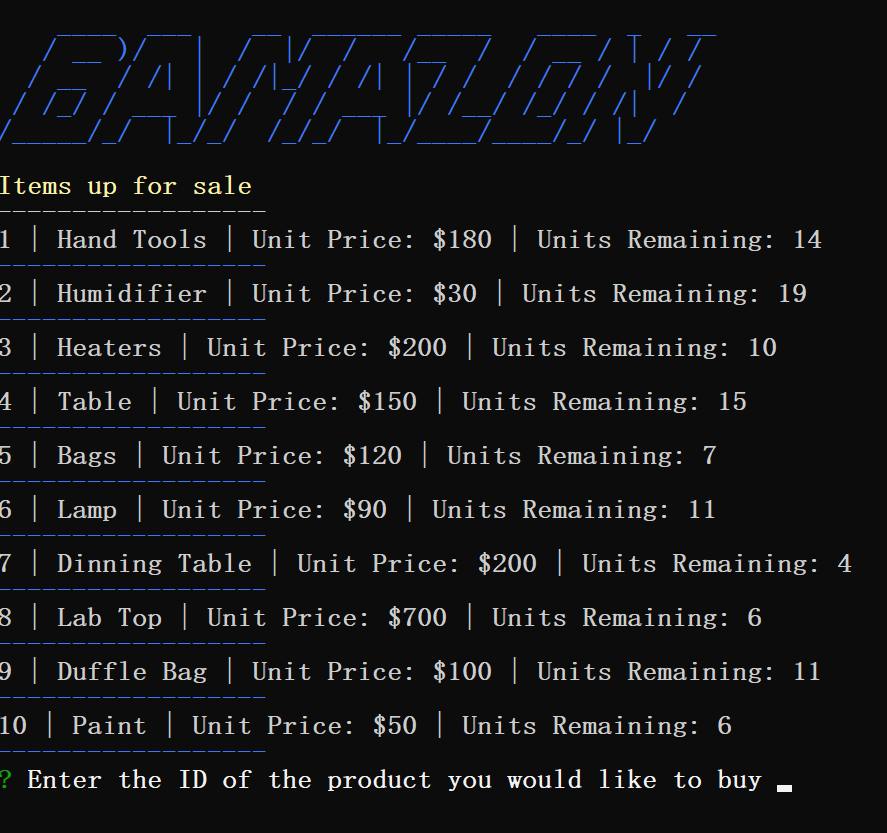 BAMAZON
Items up for sale
------------------
1 | Hand Tools | Unit Price: $180 | Units Remaining: 14
------------------
2 | Humidifier | Unit Price: $30 | Units Remaining: 19
------------------
3 | Heaters | Unit Price: $200 | Units Remaining: 10
------------------
4 | Table | Unit Price: $150 | Units Remaining: 15
------------------
5 | Bags | Unit Price: $120 | Units Remaining: 7
------------------
6 | Lamp | Unit Price: $90 | Units Remaining: 11
------------------
7 | Dinning Table | Unit Price: $200 | Units Remaining: 4
------------------
8 | Lab Top | Unit Price: $700 | Units Remaining: 6
------------------
9 | Duffle Bag | Unit Price: $100 | Units Remaining: 11
------------------
10 | Paint | Unit Price: $50 | Units Remaining: 6
------------------
? Enter the ID of the product you would like to buy